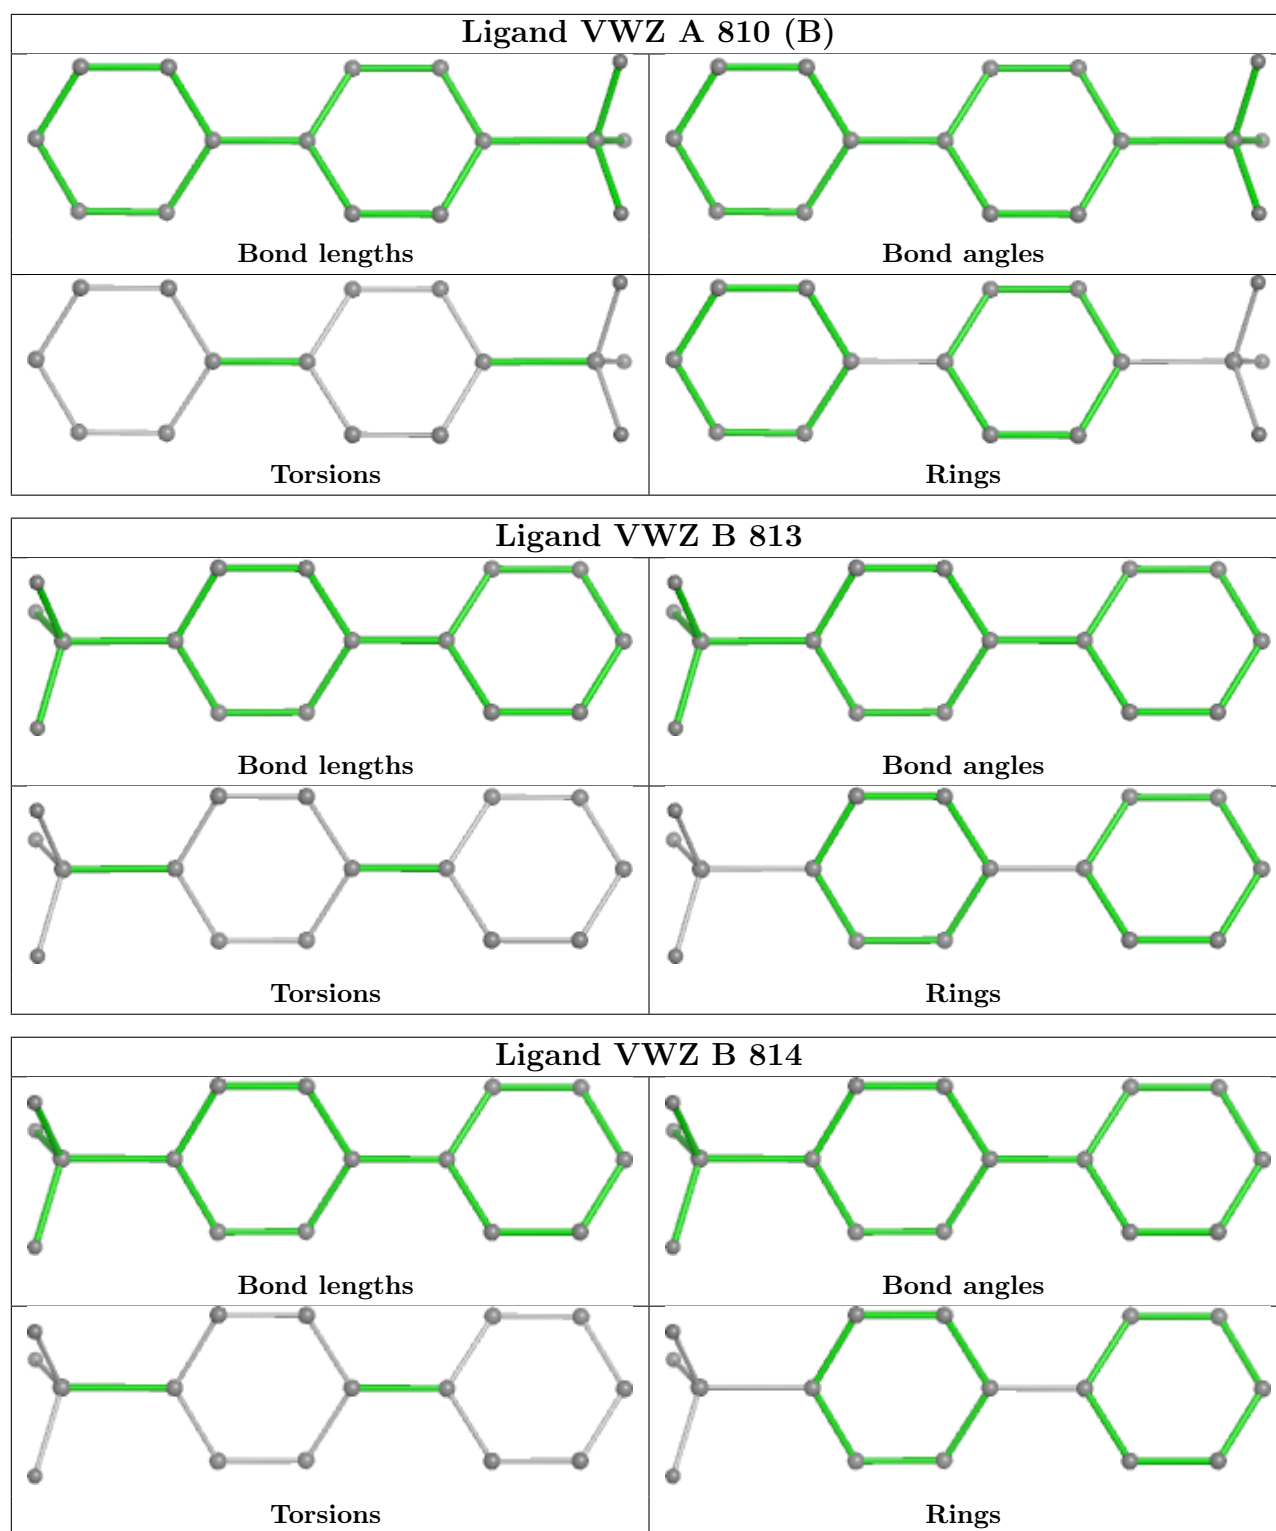 Ligand VWZ A 810 (B)
Bond lengths
Bond angles
Torsions
Rings
Ligand VWZ B 813
Bond lengths
Bond angles
Torsions
Rings
Ligand VWZ B 814
Bond lengths
Bond angles
Torsions
Rings